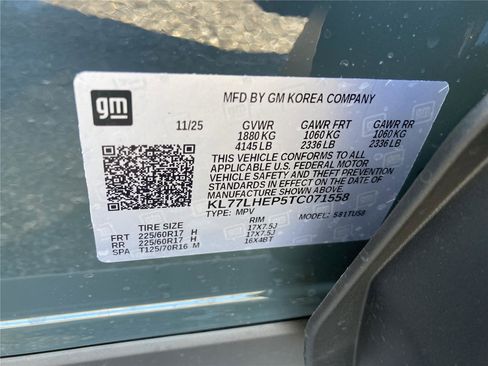 gm
MFD BY GM KOREA COMPANY
11/25 GVWR GAWR FRT GAWR RR
1880 KG 1060 KG 1060 KG
4145 LB 2336 LB 2336 LB
THIS VEHICLE CONFORMS TO ALL
APPLICABLE U.S. FEDERAL MOTOR
VEHICLE SAFETY AND THEFT PREVENTION
STANDARDS IN EFFECT ON THE DATE OF
MANUFACTURE SHOWN ABOVE.
KL77LHEP5TC071558
TYPE: MPV MODEL: S81TUS8
TIRE SIZE RIM
FRT 225/60R17 H 17X7.5J
RR 225/60R17 H 17X7.5J
SPA T125/70R16 M 16X4BT